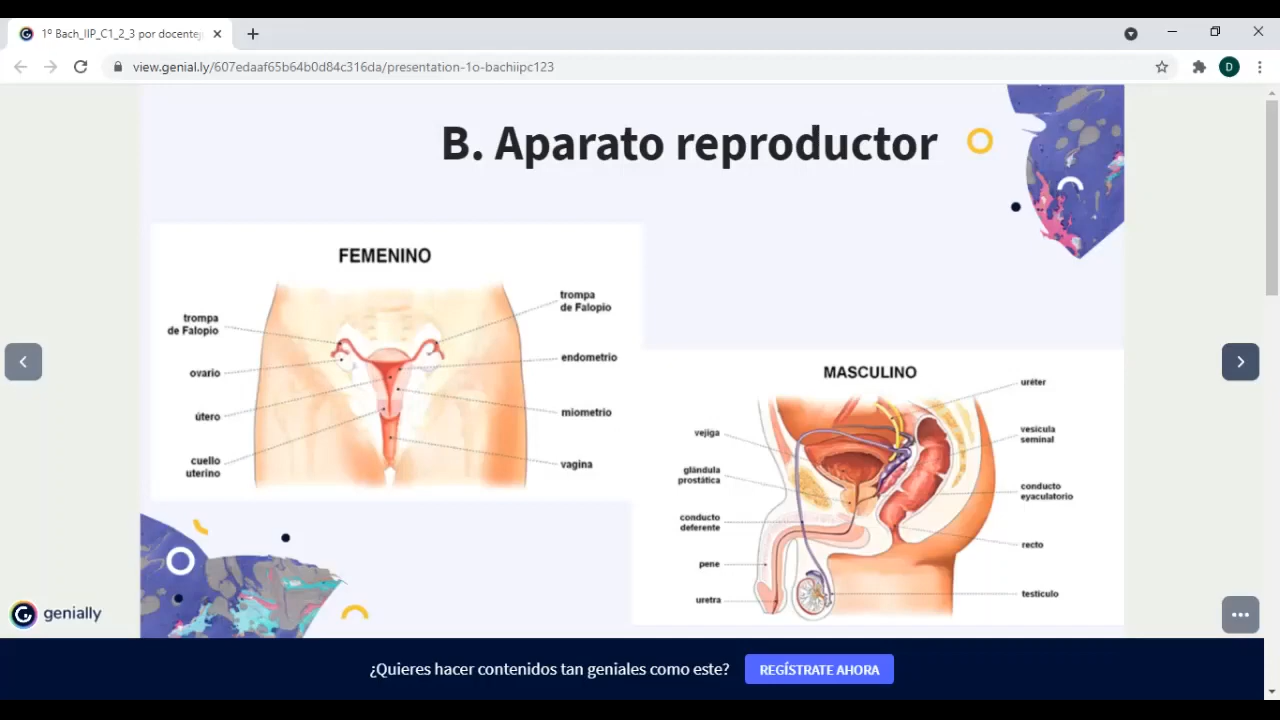 1º Bach_IIP_C1_2_3 por docentej
view.genial.ly/607edaaf65b64b0d84c316da/presentation-1o-bachiipc123
D
B. Aparato reproductor
FEMENINO
trompa
de Falopio
ovario
útero
cuello
uterino
trompa
de Falopio
endometrio
miometrio
vagina
MASCULINO
vejiga
glándula
prostática
conducto
deferente
pene
uretra
uréter
vesícula
seminal
conducto
eyaculatorio
recto
testículo
genially
¿Quieres hacer contenidos tan geniales como este?
REGÍSTRATE AHORA